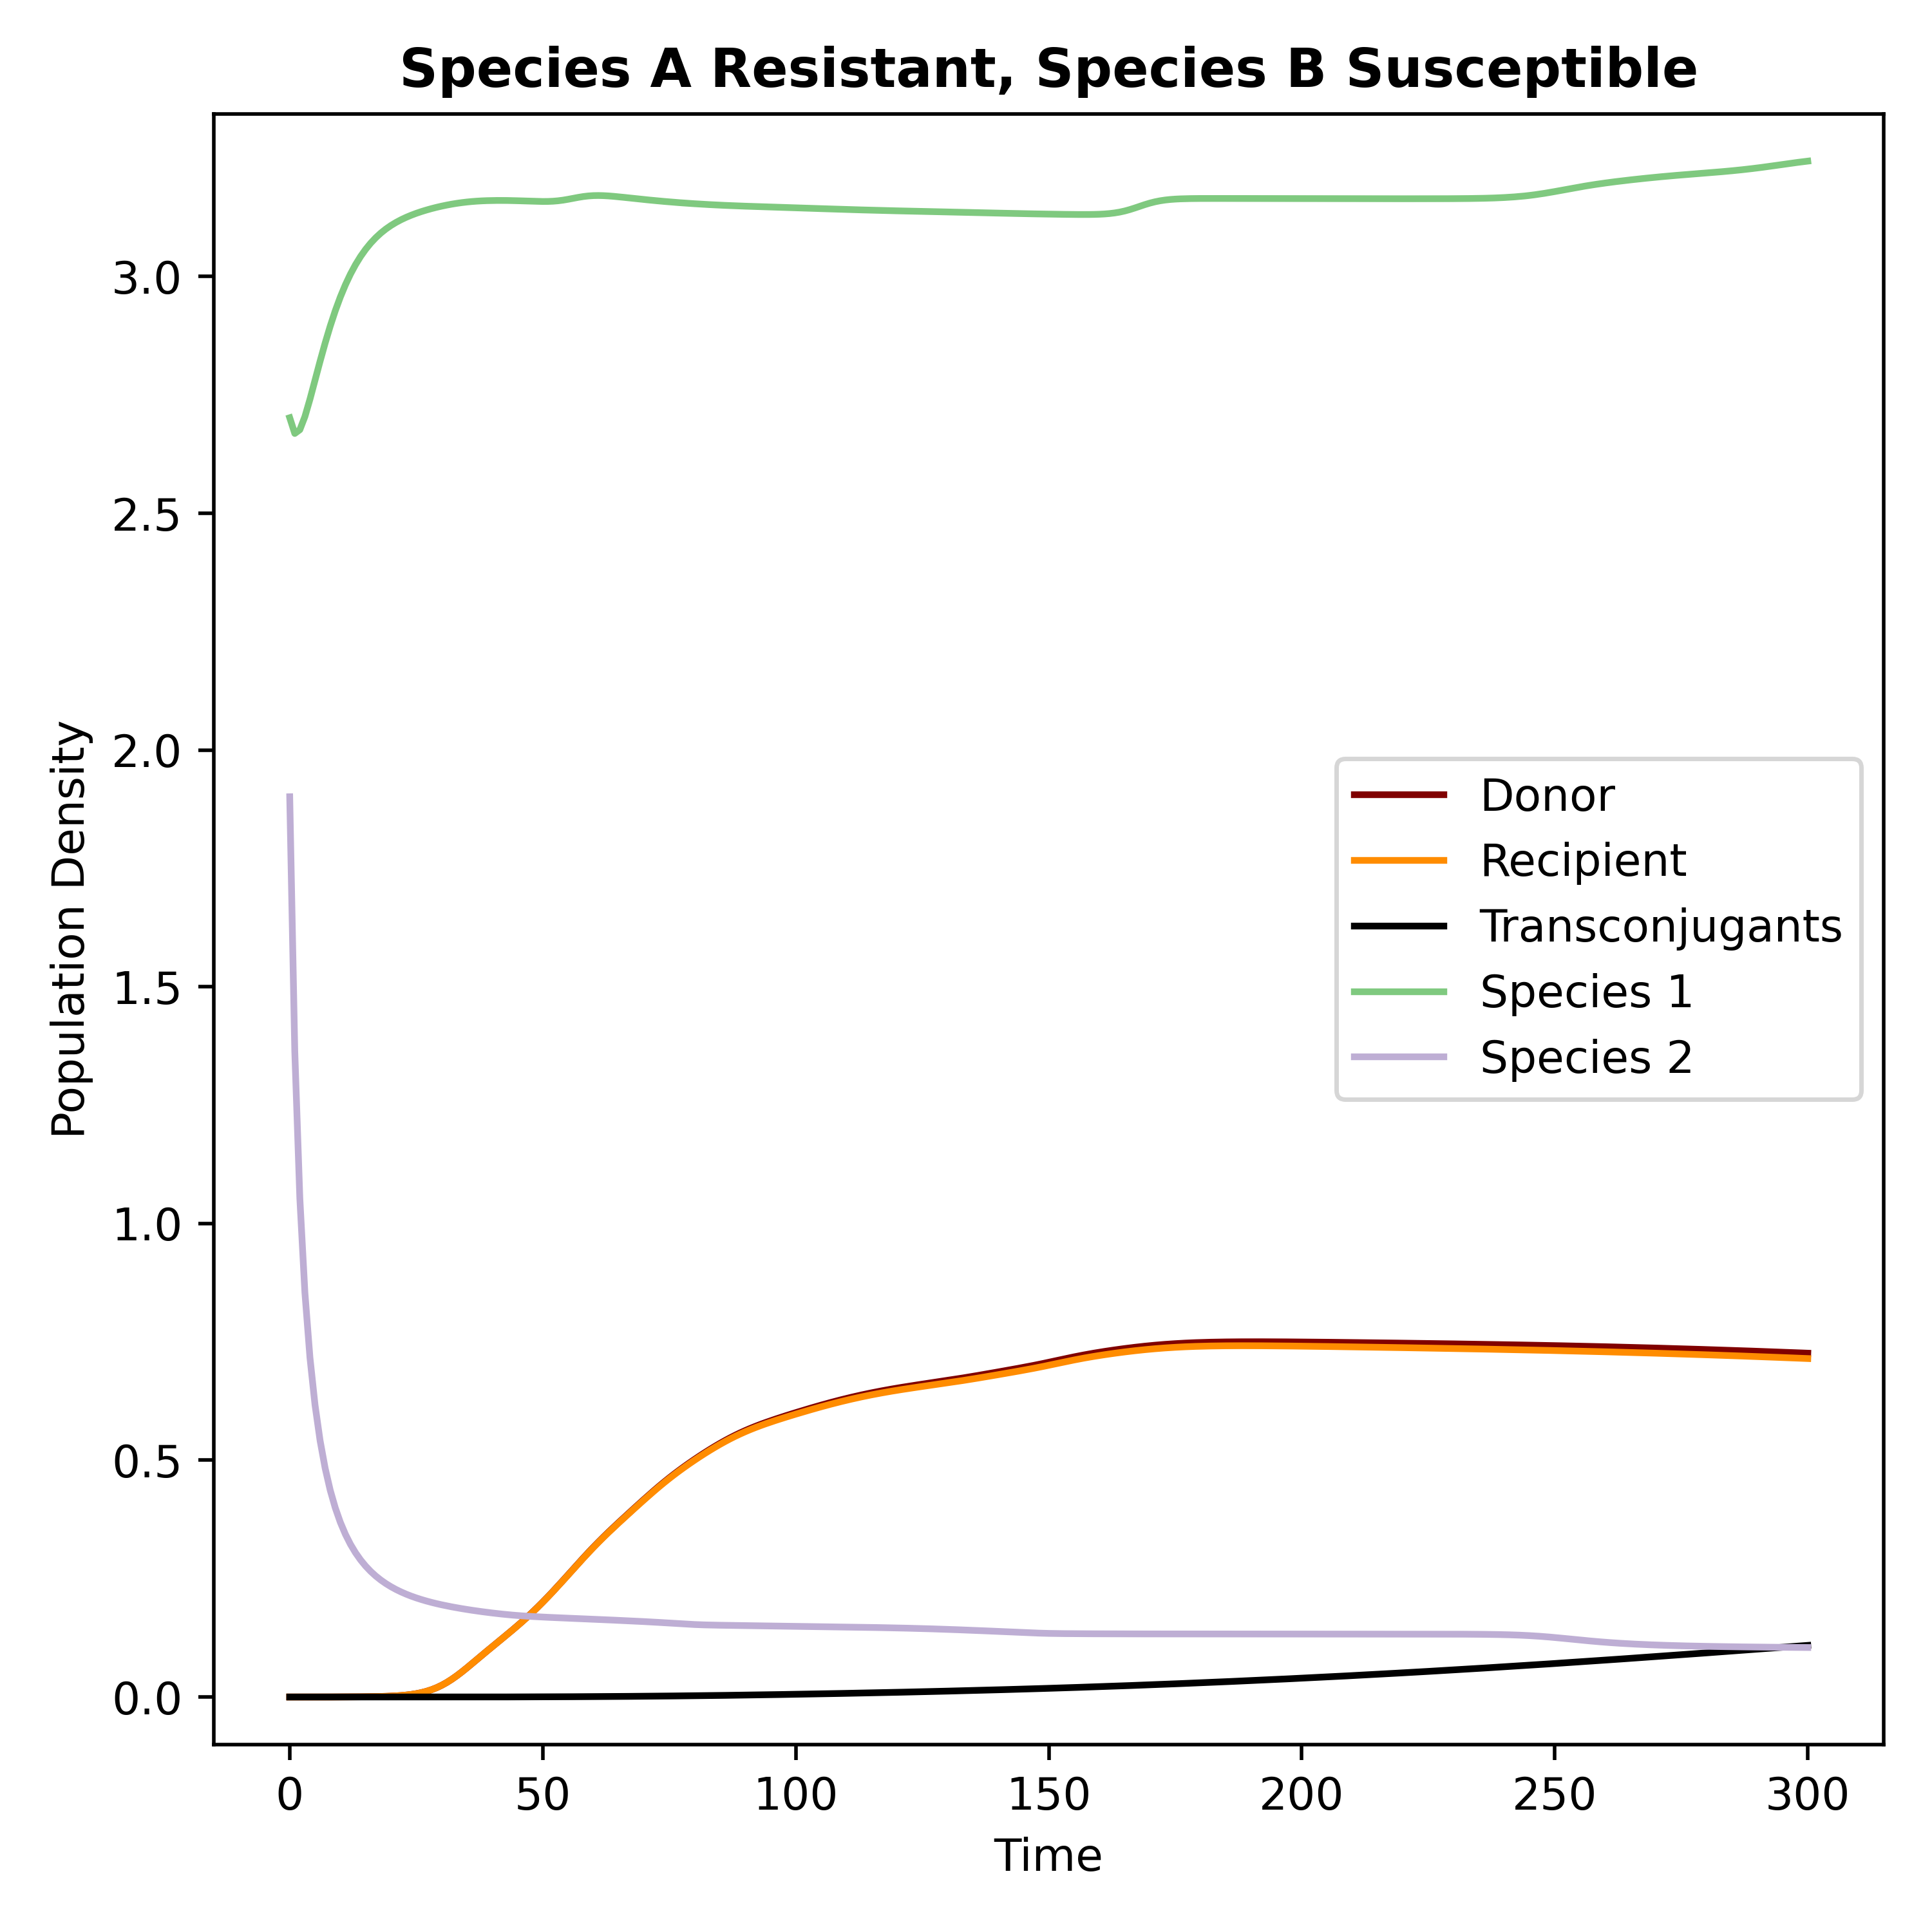 Species A Resistant, Species B Susceptible
3.0
2.5
2.0
1.5
1.0
0.5
0.0
Population Density
Donor
Recipient
Transconjugants
Species 1
Species 2
0 50 100 150 200 250 300
Time